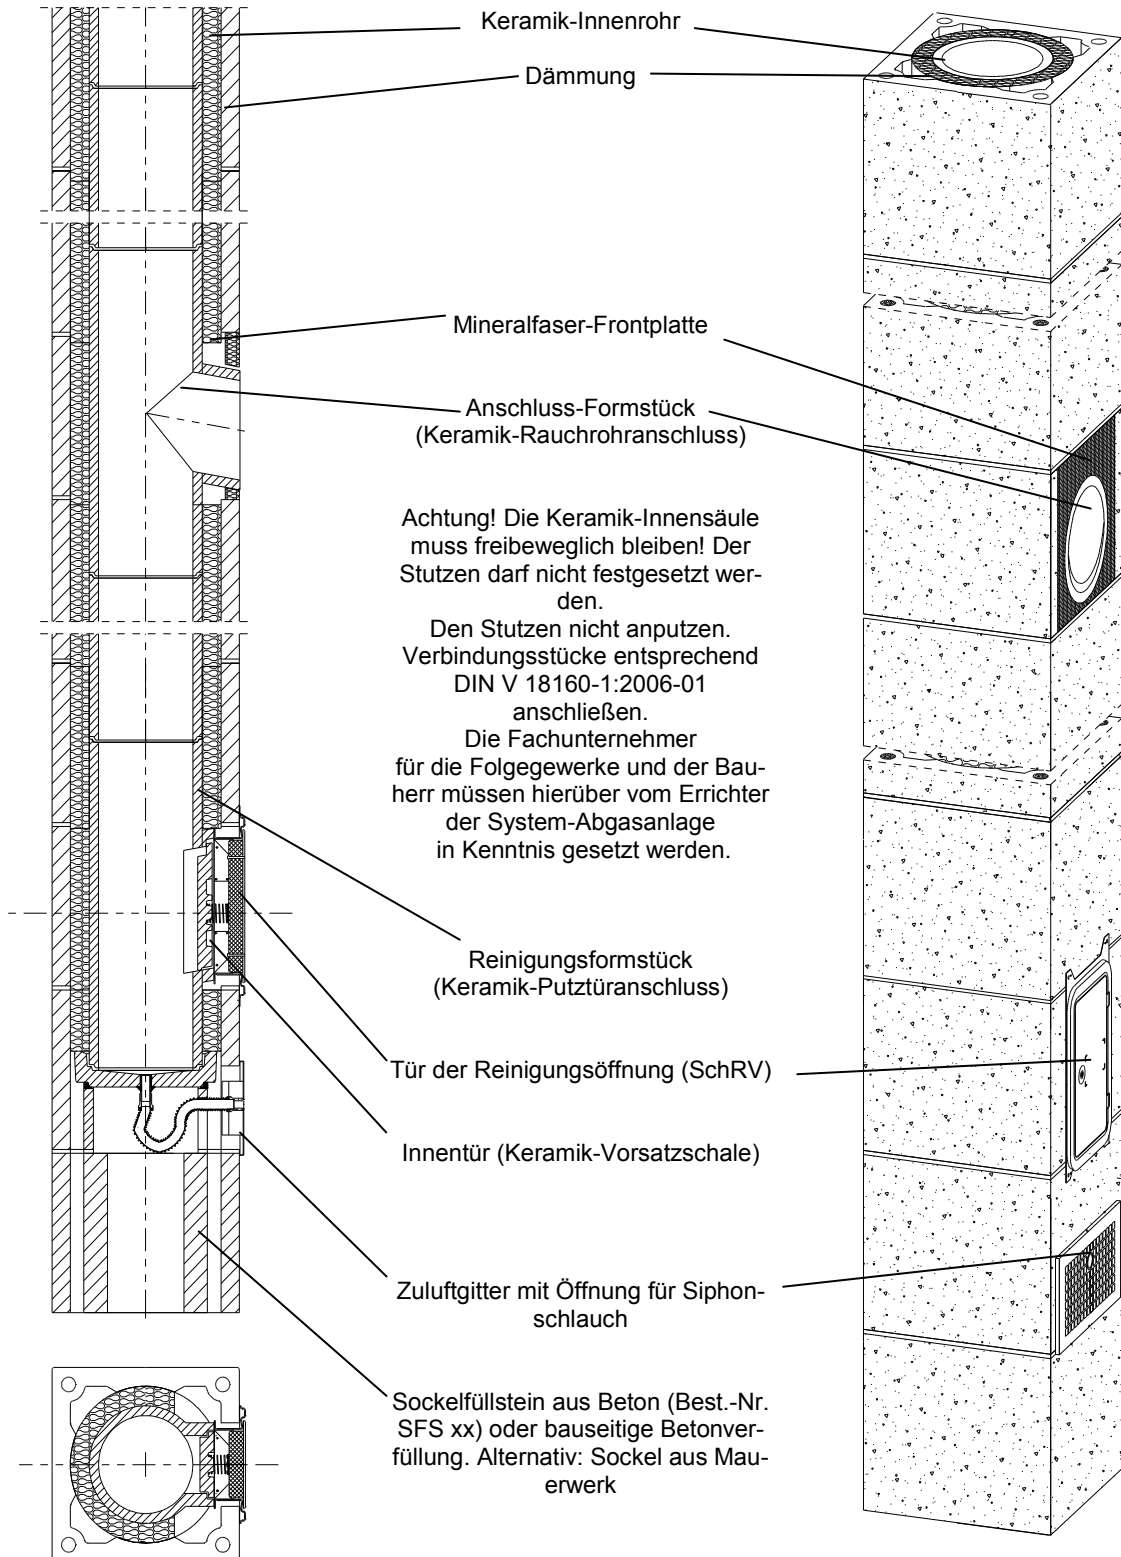 Keramik-Innenrohr
Dämmung
Mineralfaser-Frontplatte
Anschluss-Formstück
(Keramik-Rauchrohranschluss)
Achtung! Die Keramik-Innensäule
muss freibeweglich bleiben! Der
Stutzen darf nicht festgesetzt wer-
den.
Den Stutzen nicht anputzen.
Verbindungsstücke entsprechend
DIN V 18160-1:2006-01
anschließen.
Die Fachunternehmer
für die Folgegewerke und der Bau-
herr müssen hierüber vom Errichter
der System-Abgasanlage
in Kenntnis gesetzt werden.
Reinigungsformstück
(Keramik-Putztüranschluss)
Tür der Reinigungsöffnung (SchRV)
Innentür (Keramik-Vorsatzschale)
Zuluftgitter mit Öffnung für Siphon-
schlauch
Sockelfüllstein aus Beton (Best.-Nr.
SFS xx) oder bauseitige Betonver-
füllung. Alternativ: Sockel aus Mau-
erwerk